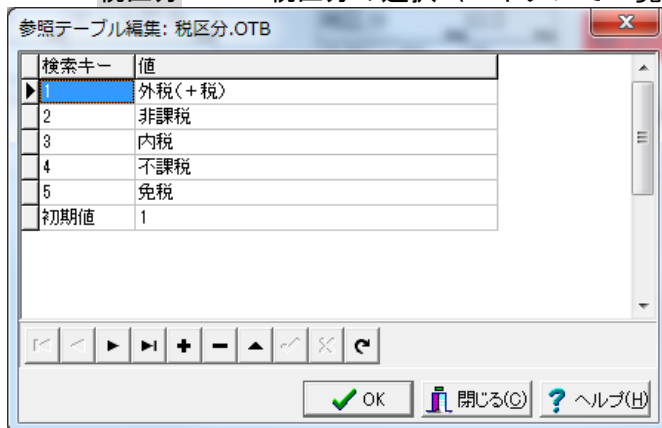 参照テーブル編集: 税区分.OTB
検索キー 値
1 外税(+税)
2 非課税
3 内税
4 不課税
5 免税
初期値 1
OK 閉じる(C) ヘルプ(H)